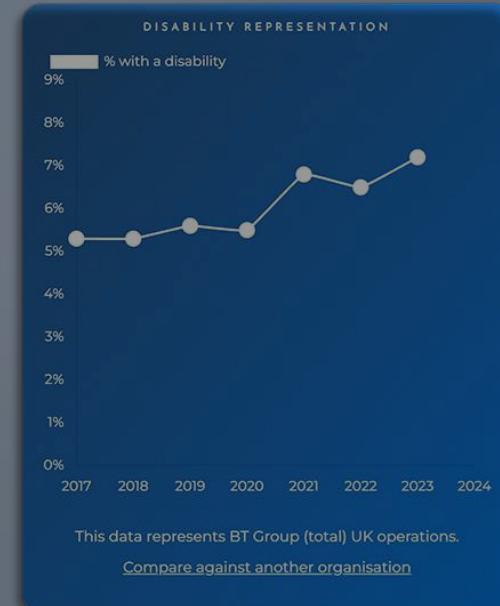 DISABILITY REPRESENTATION
% with a disability
9%
8%
7%
6%
5%
4%
3%
2%
1%
0%
2017 2018 2019 2020 2021 2022 2023 2024
This data represents BT Group (total) UK operations.
Compare against another organisation